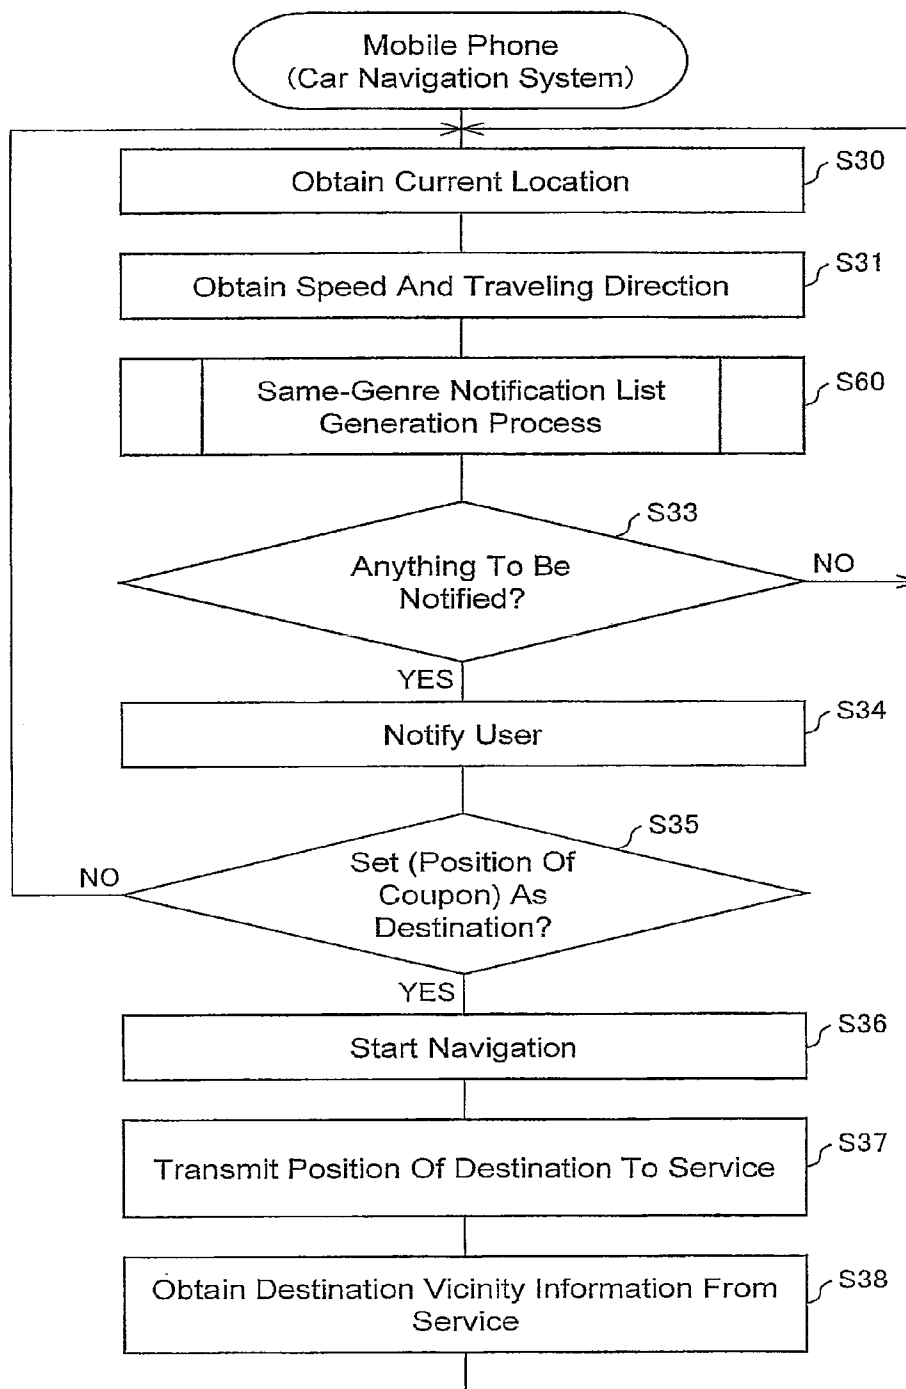 Mobile Phone
(Car Navigation System)
S30
Obtain Current Location
S31
Obtain Speed And Traveling Direction
S60
Same-Genre Notification List
Generation Process
S33
Anything To Be
Notified?
NO
YES
S34
Notify User
S35
Set (Position Of
Coupon) As
Destination?
NO
YES
S36
Start Navigation
S37
Transmit Position Of Destination To Service
S38
Obtain Destination Vicinity Information From
Service